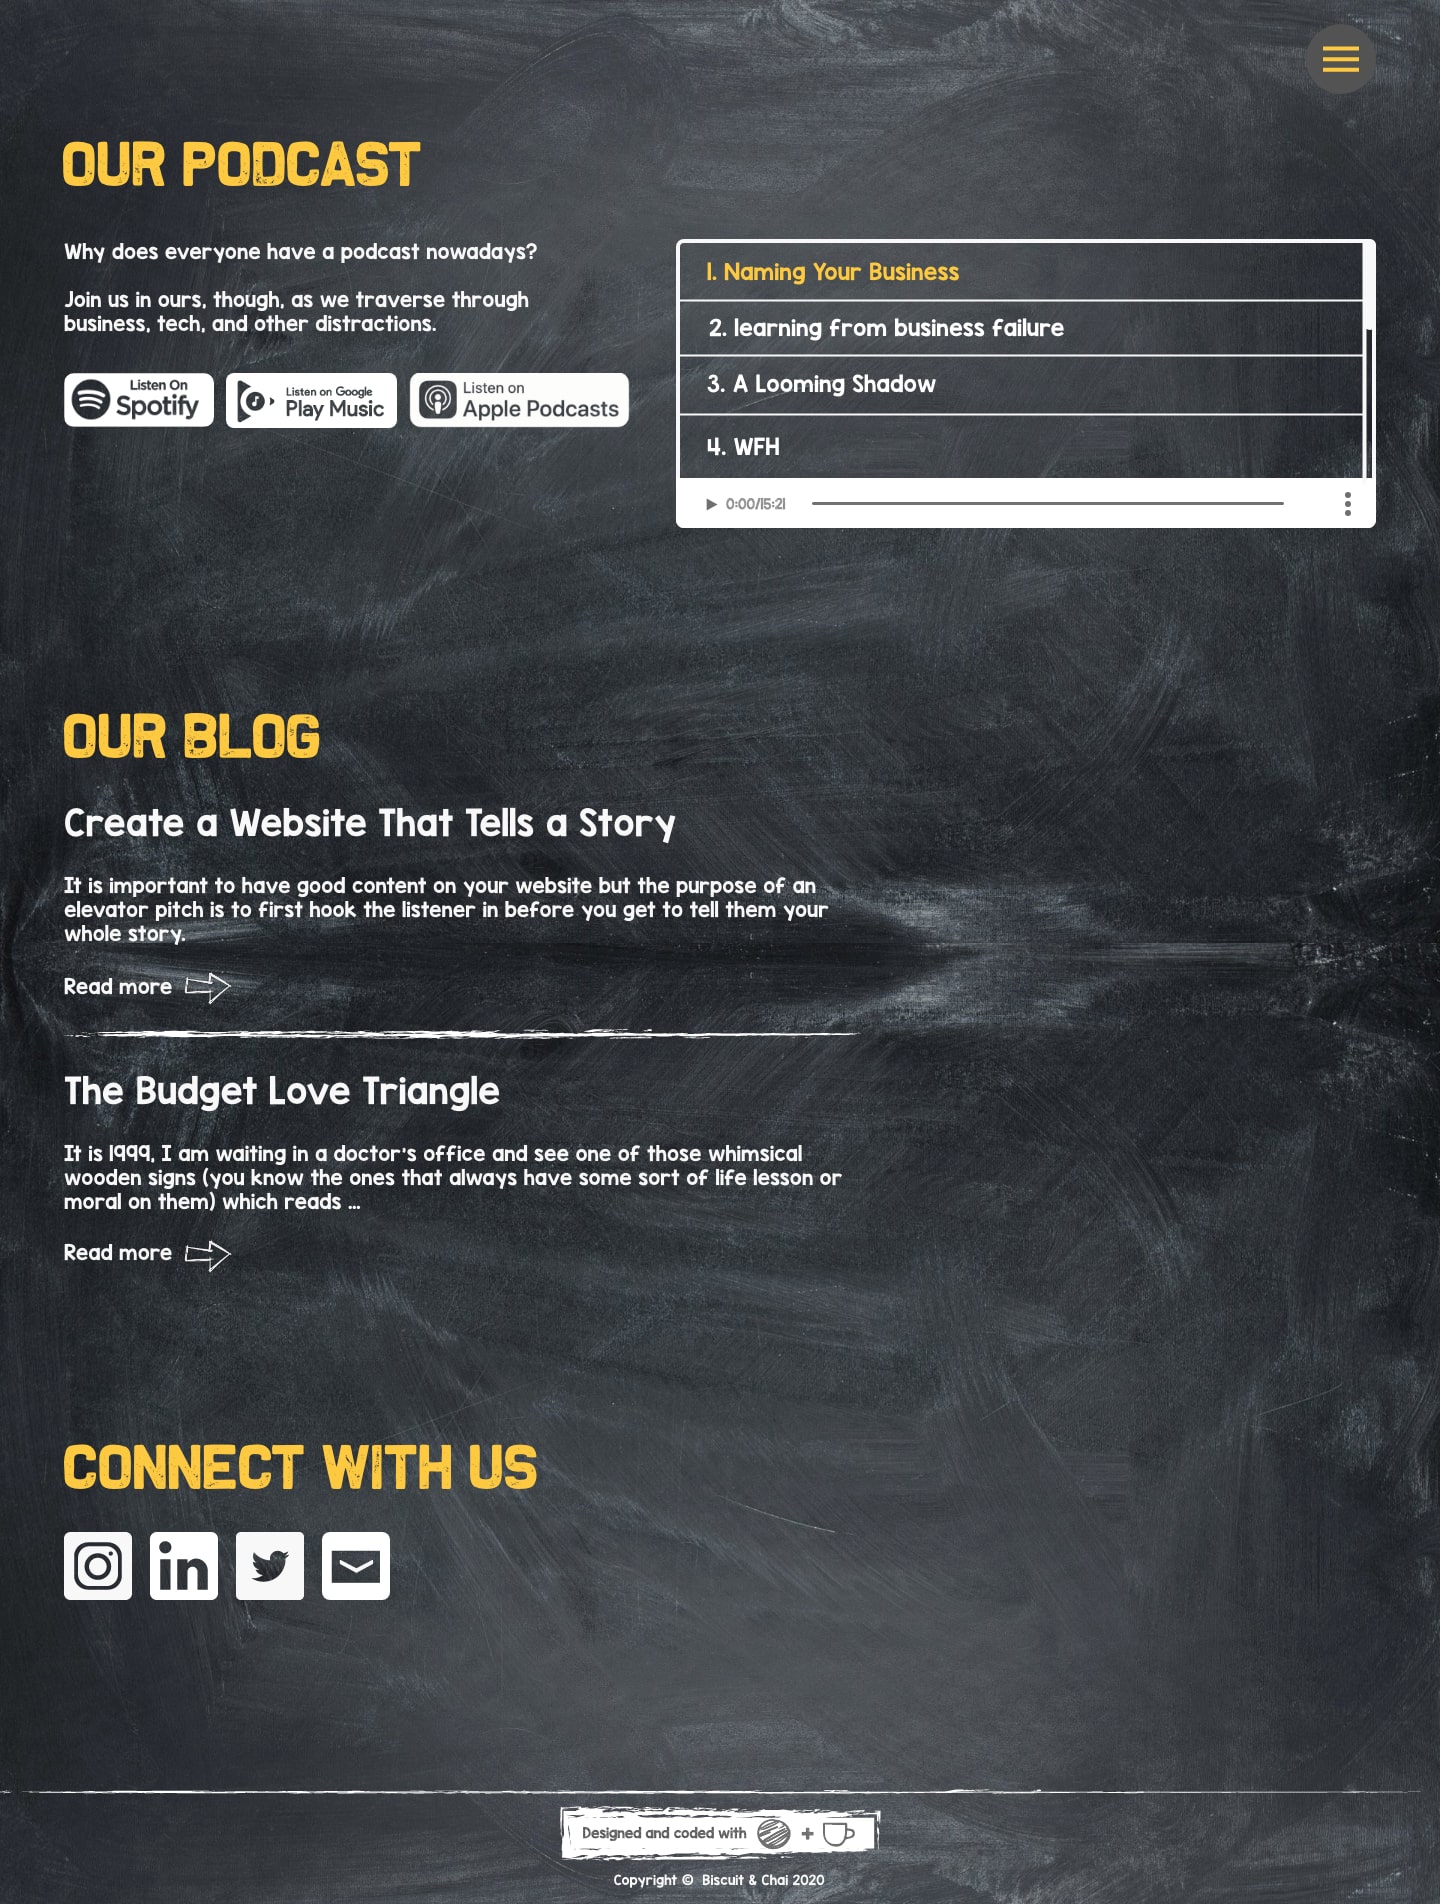 OUR PODCAST
Why does everyone have a podcast nowadays?
Join us in ours, though, as we traverse through
business, tech, and other distractions.
Listen On
Spotify
Listen on Google
Play Music
Listen on
Apple Podcasts
1. Naming Your Business
2. learning from business failure
3. A Looming Shadow
4. WFH
0:00/15:21
OUR BLOG
Create a Website That Tells a Story
It is important to have good content on your website but the purpose of an
elevator pitch is to first hook the listener in before you get to tell them your
whole story.
Read more
The Budget Love Triangle
It is 1999, I am waiting in a doctor's office and see one of those whimsical
wooden signs (you know the ones that always have some sort of life lesson or
moral on them) which reads ...
Read more
CONNECT WITH US
in
Designed and coded with +
Copyright © Biscuit & Chai 2020